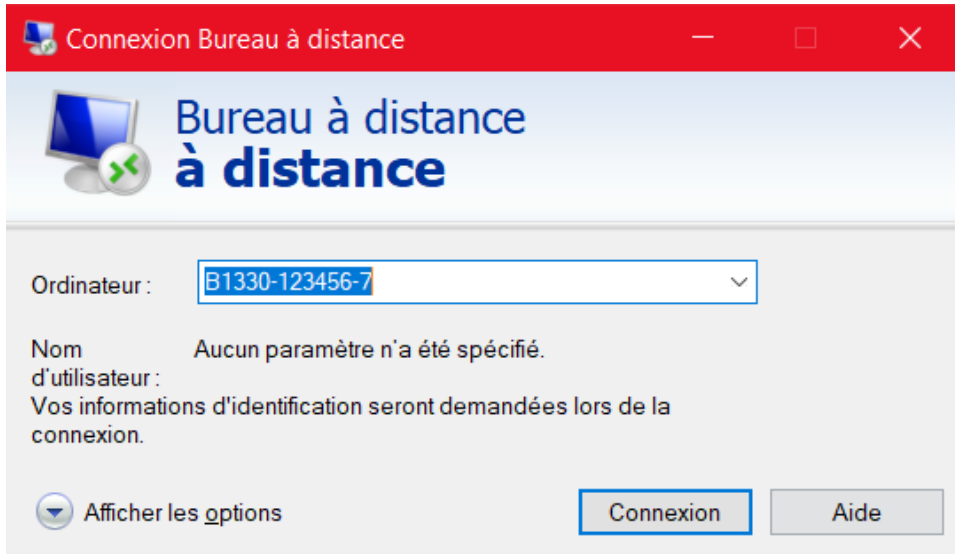 Connexion Bureau à distance
Bureau à distance
à distance
Ordinateur :
B1330-123456-7
Nom d'utilisateur :
Aucun paramètre n'a été spécifié.
Vos informations d'identification seront demandées lors de la
connexion.
Afficher les options
Connexion
Aide